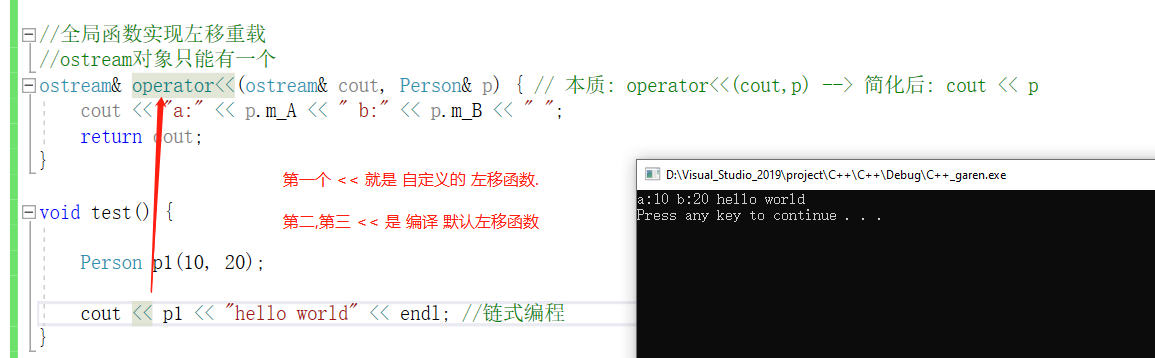 //全局函数实现左移重载
//ostream对象只能有一个
ostream& operator<<(ostream& cout, Person& p) { // 本质: operator<<(cout,p) --> 简化后: cout << p
cout << "a:" << p.m_A << " b:" << p.m_B << " ";
return cout;
}
第一个 << 就是 自定义的 左移函数.
void test() {
第二,第三 << 是 编译 默认左移函数
Person p1(10, 20);
cout << p1 << "hello world" << endl; //链式编程
}
D:\Visual_Studio_2019\project\C++\C++\Debug\C++_garen.exe
a:10 b:20 hello world
Press any key to continue . . .